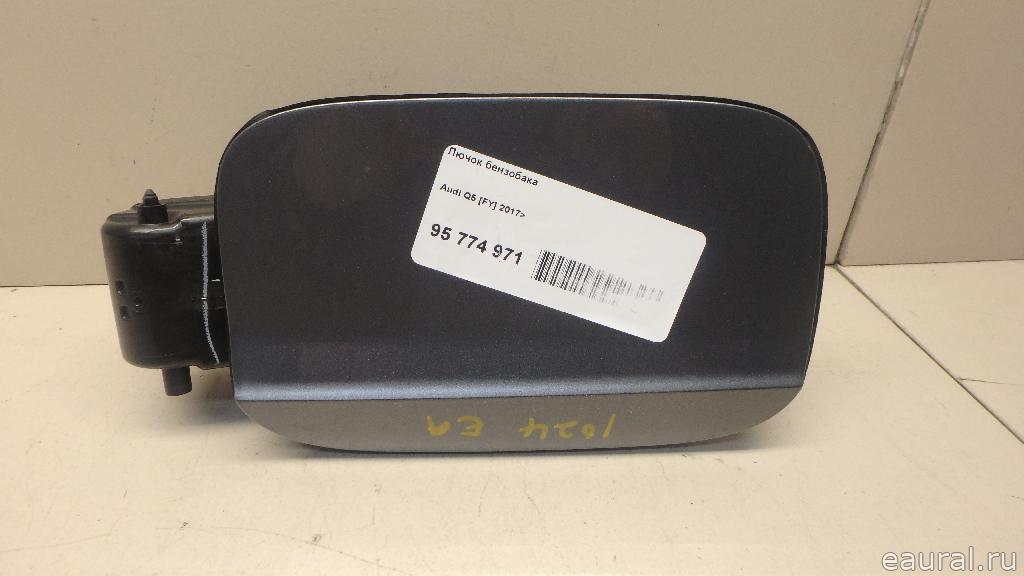 Лючок бензобака
Audi Q5 [FY] 2017>
95 774 971
1024 EA
eaural.ru